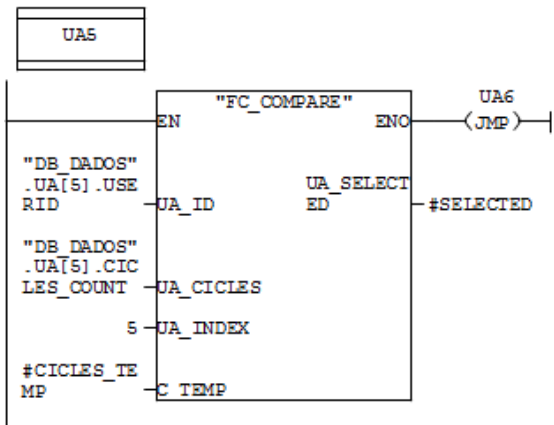 UA5
"FC_COMPARE"
UA6
EN
ENO
(JMP)
"DB_DADOS"
.UA[5].USE
RID
UA_ID
UA_SELECT
ED
#SELECTED
"DB_DADOS"
.UA[5].CIC
LES_COUNT
UA_CICLES
5
UA_INDEX
#CICLES_TE
MP
C_TEMP